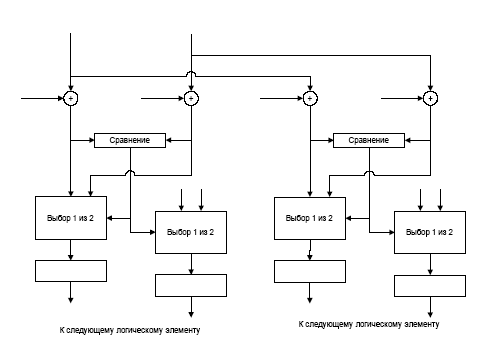 + + + +
Сравнение Сравнение
Выбор 1 из 2 Выбор 1 из 2
Выбор 1 из 2 Выбор 1 из 2
К следующему логическому элементу
К следующему логическому элементу